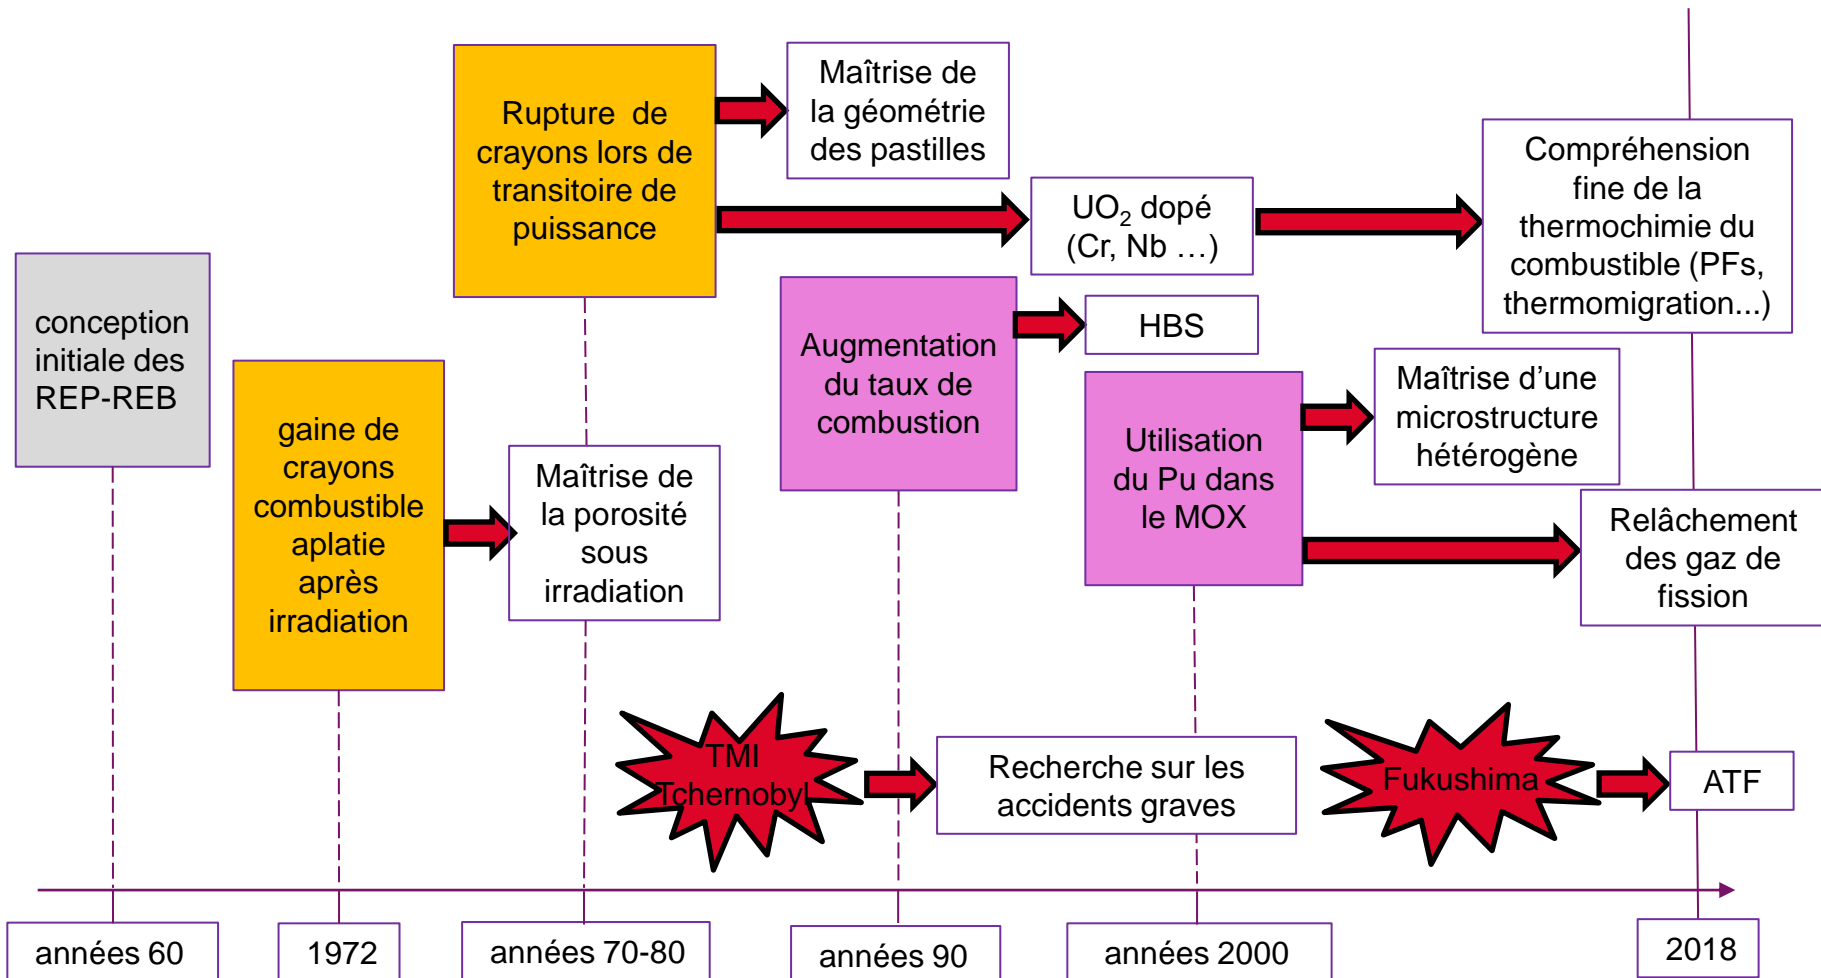 conception
initiale des
REP-REB
gaine de
crayons
combustible
aplatie
après
irradiation
Rupture de
crayons lors de
transitoire de
puissance
Maîtrise de
la géométrie
des pastilles
UO₂ dopé
(Cr, Nb …)
Compréhension
fine de la
thermochimie du
combustible (PFs,
thermomigration...)
Maîtrise de
la porosité
sous
irradiation
Augmentation
du taux de
combustion
HBS
Utilisation
du Pu dans
le MOX
Maîtrise d’une
microstructure
hétérogène
Relâchement
des gaz de
fission
TMI
Tchernobyl
Recherche sur les
accidents graves
Fukushima
ATF
années 60
1972
années 70-80
années 90
années 2000
2018